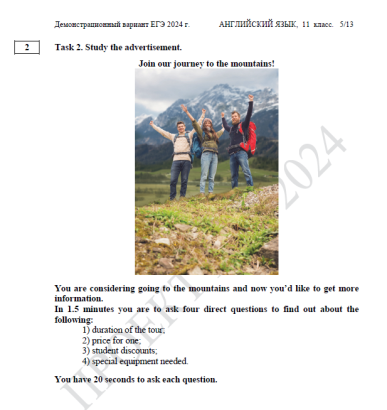 Демонстрационный вариант ЕГЭ 2024 г. АНГЛИЙСКИЙ ЯЗЫК, 11 класс. 5/13
2 Task 2. Study the advertisement.
Join our journey to the mountains!
You are considering going to the mountains and now you'd like to get more
information.
In 1.5 minutes you are to ask four direct questions to find out about the
following:
1) duration of the tour;
2) price for one;
3) student discounts;
4) special equipment needed.
You have 20 seconds to ask each question.
ПРОЕКТ 2024